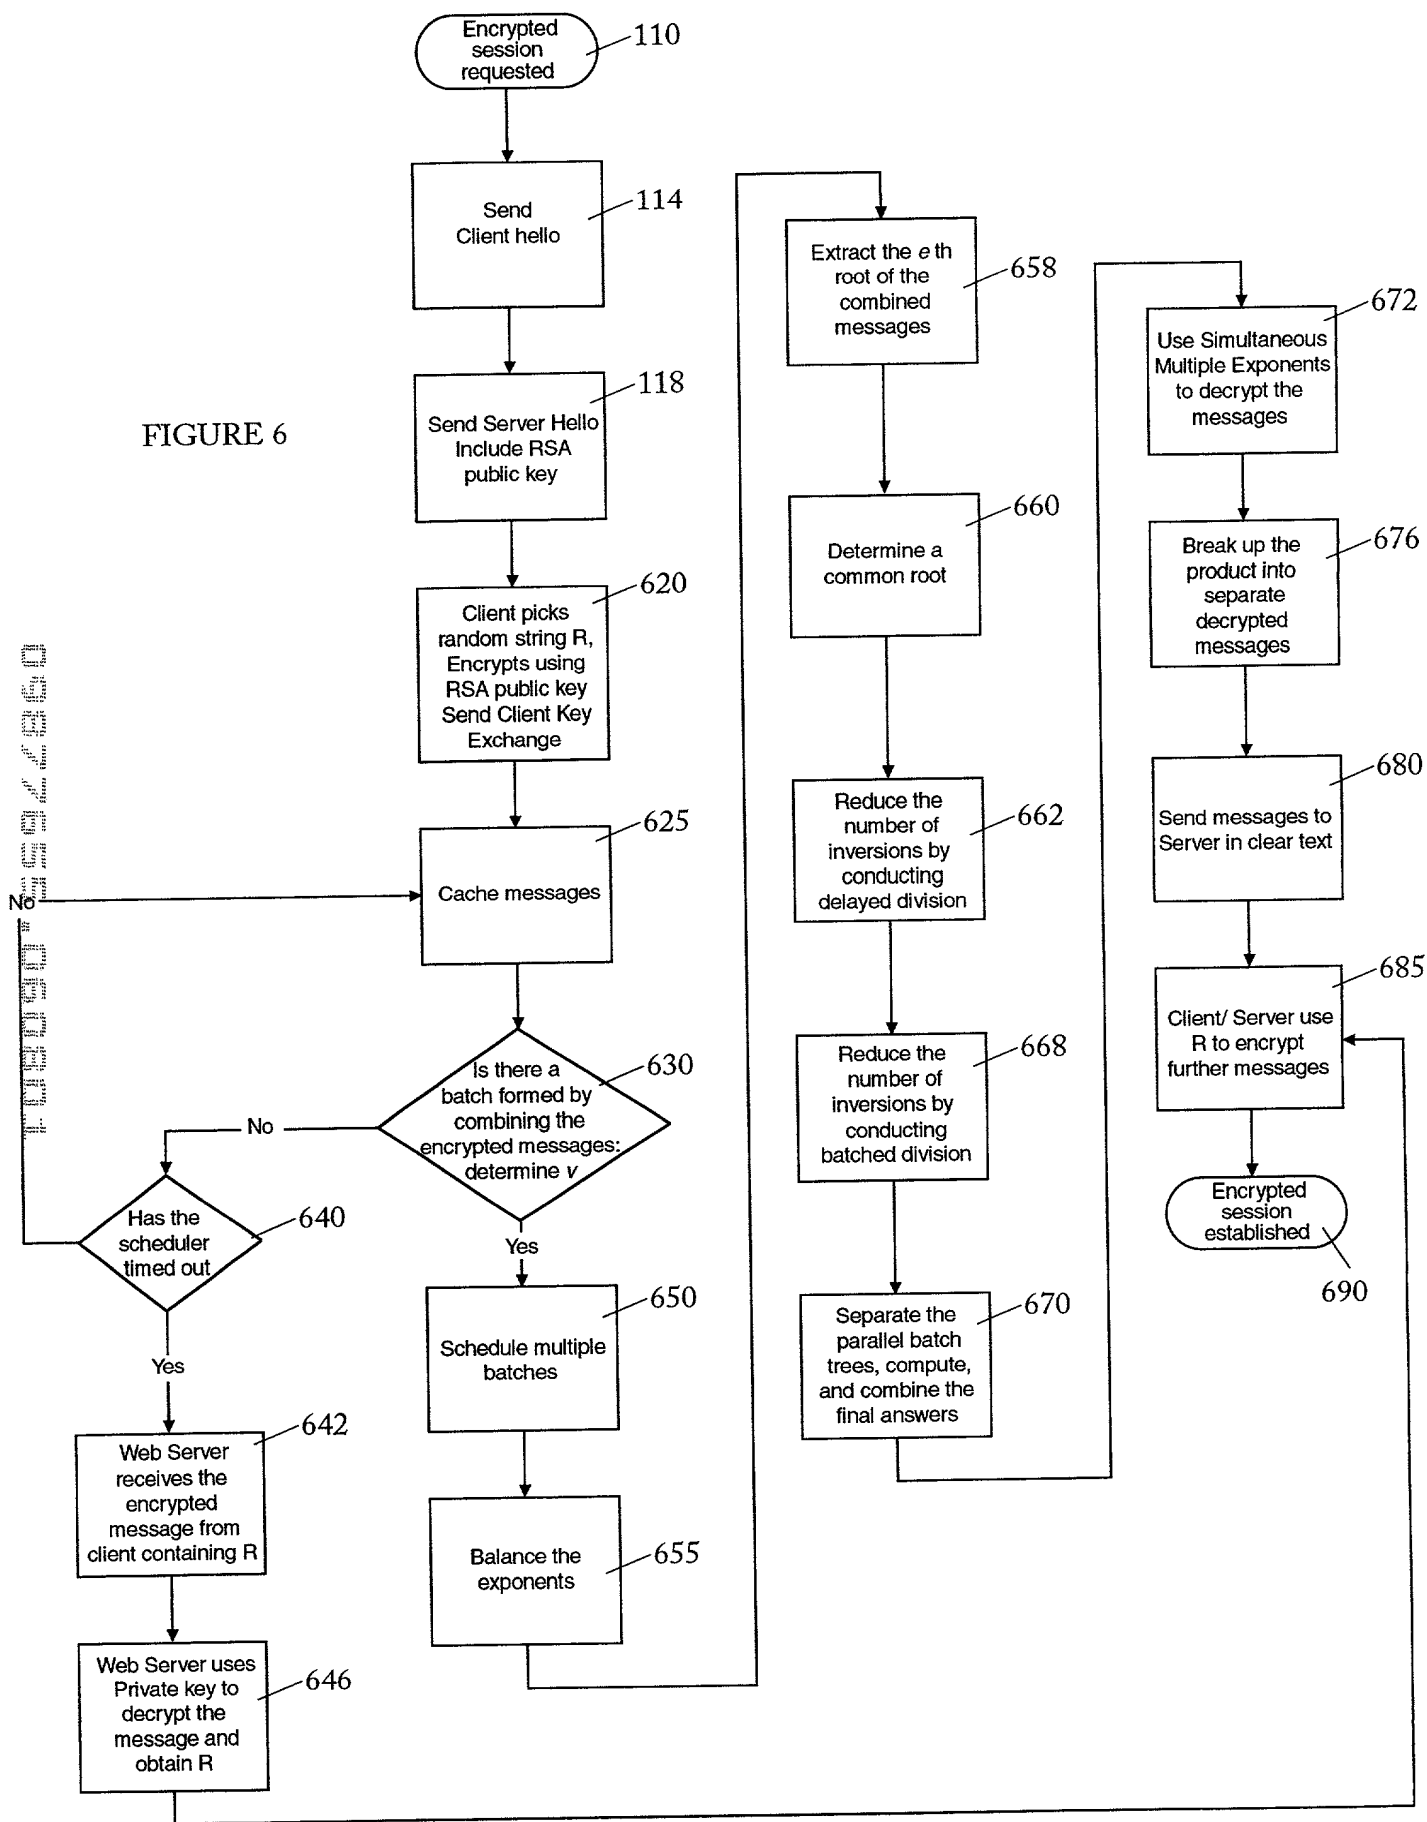 Encrypted
session
requested
110
Send
Client hello
114
Send Server Hello
Include RSA
public key
118
FIGURE 6
Client picks
random string R,
Encrypts using
RSA public key
Send Client Key
Exchange
620
Cache messages
625
No
Is there a
batch formed by
combining the
encrypted messages:
determine v
630
No
Has the
scheduler
timed out
640
Yes
Web Server
receives the
encrypted
message from
client containing R
642
Web Server uses
Private key to
decrypt the
message and
obtain R
646
Yes
Schedule multiple
batches
650
Balance the
exponents
655
Extract the e th
root of the
combined
messages
658
Determine a
common root
660
Reduce the
number of
inversions by
conducting
delayed division
662
Reduce the
number of
inversions by
conducting
batched division
668
Separate the
parallel batch
trees, compute,
and combine the
final answers
670
Use Simultaneous
Multiple Exponents
to decrypt the
messages
672
Break up the
product into
separate
decrypted
messages
676
Send messages to
Server in clear text
680
Client/ Server use
R to encrypt
further messages
685
Encrypted
session
established
690